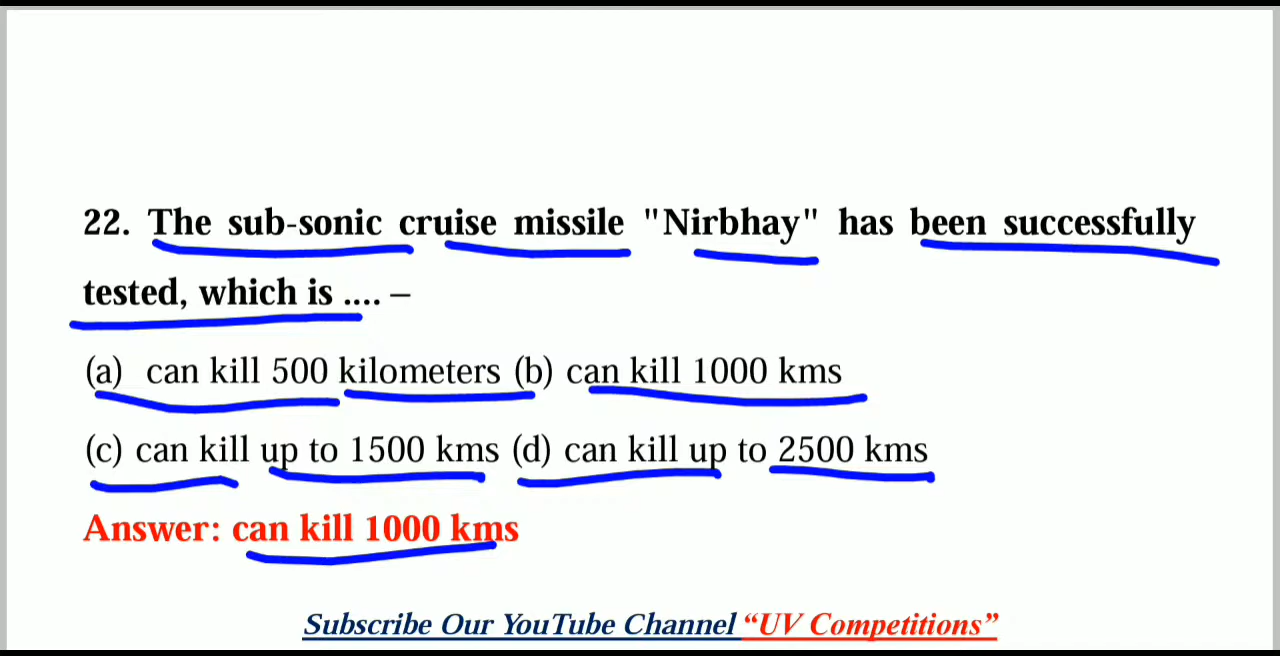 22. The sub-sonic cruise missile "Nirbhay" has been successfully
tested, which is .... –
(a) can kill 500 kilometers (b) can kill 1000 kms
(c) can kill up to 1500 kms (d) can kill up to 2500 kms
Answer: can kill 1000 kms
Subscribe Our YouTube Channel “UV Competitions”